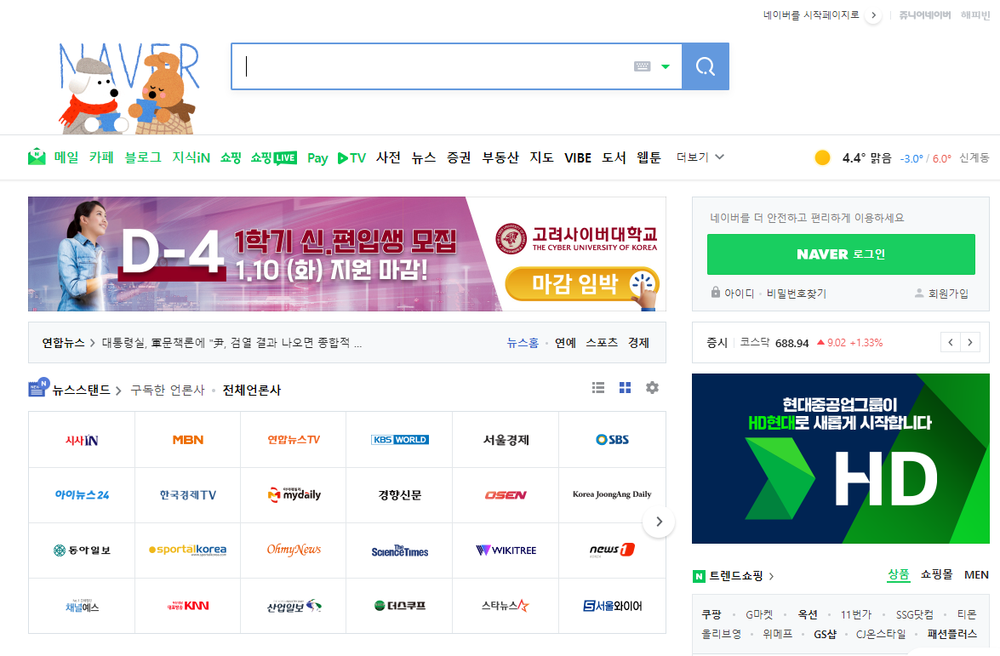 네이버를 시작페이지로
쥬니어네이버 해피빈
NAVER
메일 카페 블로그 지식iN 쇼핑 쇼핑LIVE Pay TV 사전 뉴스 증권 부동산 지도 VIBE 도서 웹툰 더보기
4.4° 맑음 -3.0° / 6.0° 신계동
D-4
1학기 신.편입생 모집
1.10 (화) 지원 마감!
고려사이버대학교
THE CYBER UNIVERSITY OF KOREA
마감 임박
네이버를 더 안전하고 편리하게 이용하세요
NAVER 로그인
아이디 · 비밀번호찾기 회원가입
연합뉴스 대통령실, 軍문책론에 "尹, 검열 결과 나오면 종합적 ...
뉴스홈 · 연예 스포츠 경제
증시 코스닥 688.94 9.02 +1.33%
뉴스스탠드 구독한 언론사 · 전체언론사
시사IN MBN 연합뉴스TV KBS WORLD 서울경제 SBS
아이뉴스24 한국경제TV 마이데일리 mydaily 경향신문 OSEN Korea JoongAng Daily
동아일보 sportalkorea OhmyNews The ScienceTimes WIKITREE news1
채널예스 KNN 산업일보 더스쿠프 스타뉴스 서울와이어
현대중공업그룹이
HD현대로 새롭게 시작합니다
HD
N 트렌드쇼핑
상품 쇼핑몰 MEN
쿠팡 · G마켓 · 옥션 · 11번가 · SSG닷컴 · 티몬
올리브영 · 위메프 · GS샵 · CJ온스타일 · 패션플러스